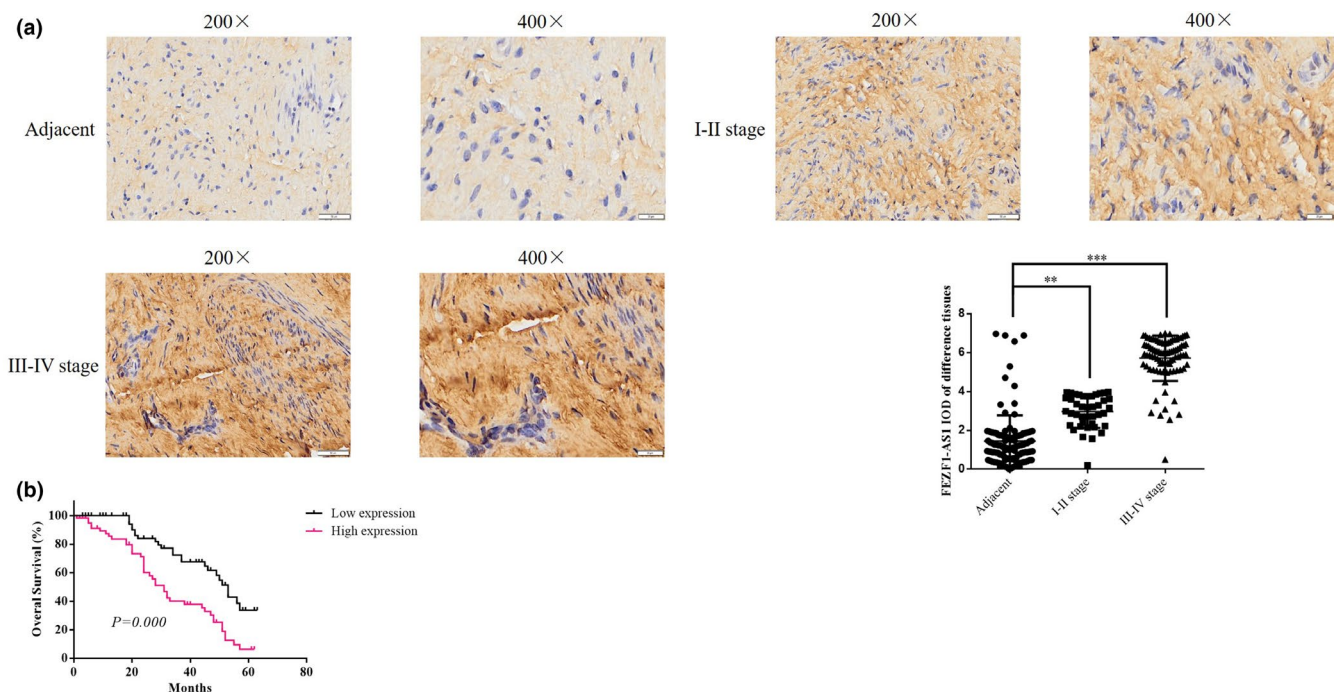 (a)
200×
400×
200×
400×
Adjacent
I-II stage
200×
400×
III-IV stage
***
**
FEZF1-AS1 IOD of difference tissues
8
6
4
2
0
Adjacent
I-II stage
III-IV stage
(b)
Low expression
High expression
Overal Survival (%)
100
80
60
40
20
0
P=0.000
0
20
40
60
80
Months